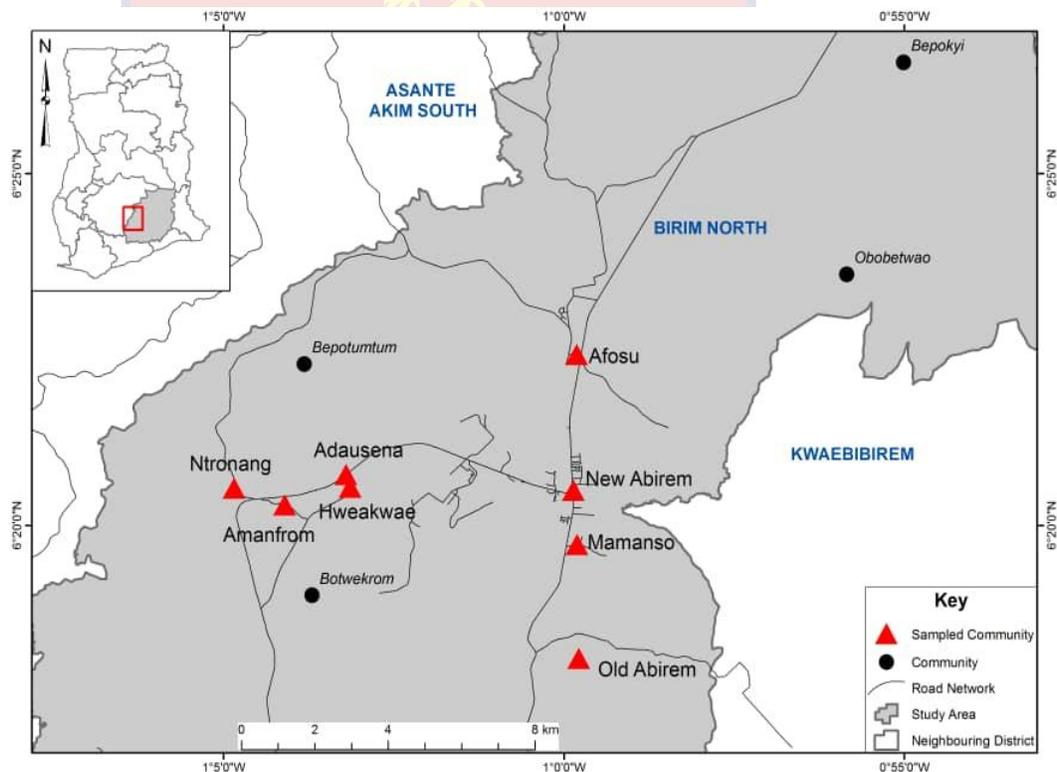 1°5'0"W 1°0'0"W 0°55'0"W
N
Bepokyi
ASANTE
AKIM SOUTH
6°25'0"N 6°25'0"N
BIRIM NORTH
Obobetwao
Bepotumtum
Afosu
KWAEBIBIREM
Adausena
Ntronang
New Abirem
Hweakwae
Amanfrom
6°20'0"N 6°20'0"N
Mamanso
Botwekrom
Old Abirem
Key
Sampled Community
Community
Road Network
Study Area
Neighbouring District
0 2 4 8 km
1°5'0"W 1°0'0"W 0°55'0"W